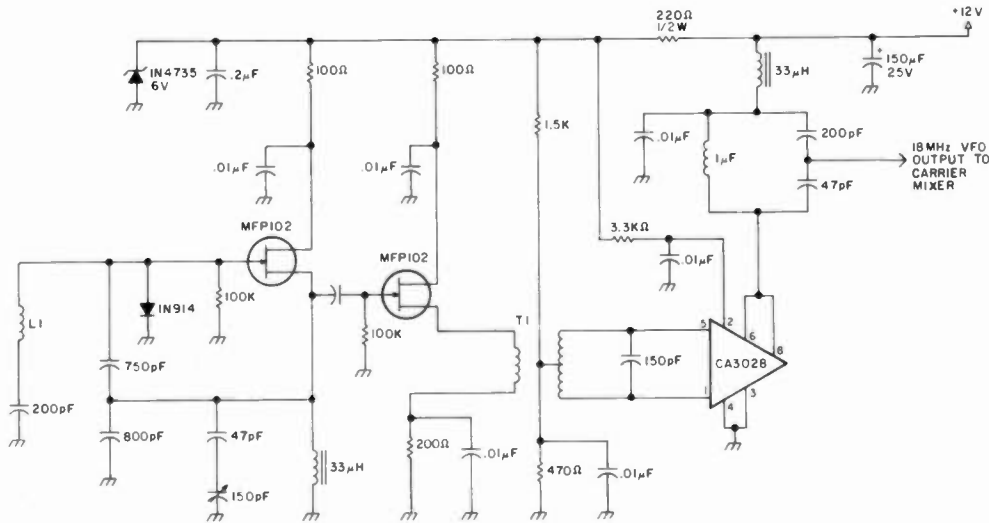 220Ω
1/2W
+12V
IN4735
6V
.2µF
100Ω
100Ω
33µH
+
150µF
25V
1.5K
.01µF
200pF
1µF
18MHz VFO
OUTPUT TO
CARRIER
MIXER
.01µF
.01µF
47pF
MFP102
3.3KΩ
MFP102
.01µF
IN914
100K
L1
100K
T1
5
2
6
8
150pF
CA3028
750pF
1
4
3
200pF
800pF
47pF
33µH
200Ω
.01µF
470Ω
.01µF
150pF